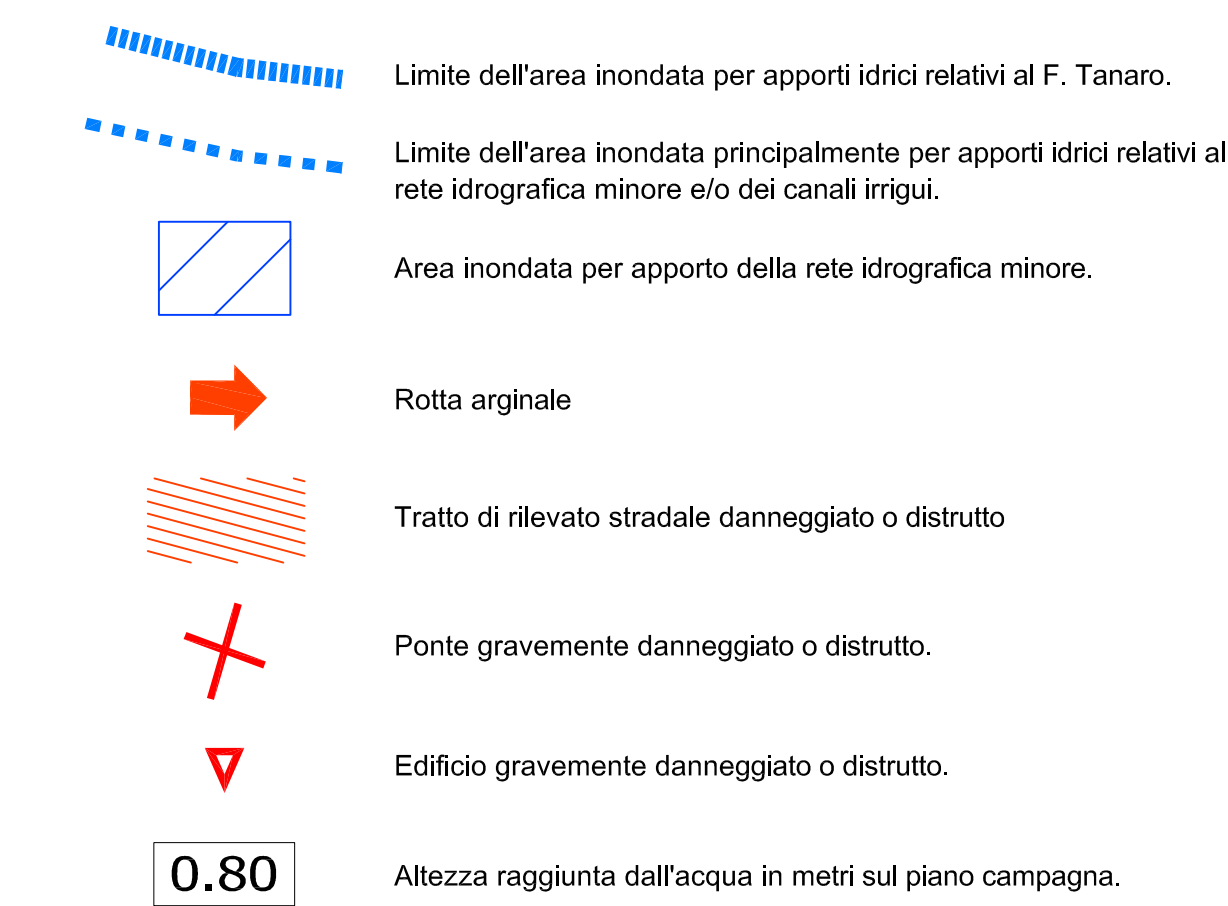 Limite dell'area inondata per apporti idrici relativi al F. Tanaro.
Limite dell'area inondata principalmente per apporti idrici relativi al
rete idrografica minore e/o dei canali irrigui.
Area inondata per apporto della rete idrografica minore.
Rotta arginale
Tratto di rilevato stradale danneggiato o distrutto
Ponte gravemente danneggiato o distrutto.
Edificio gravemente danneggiato o distrutto.
0.80 Altezza raggiunta dall'acqua in metri sul piano campagna.